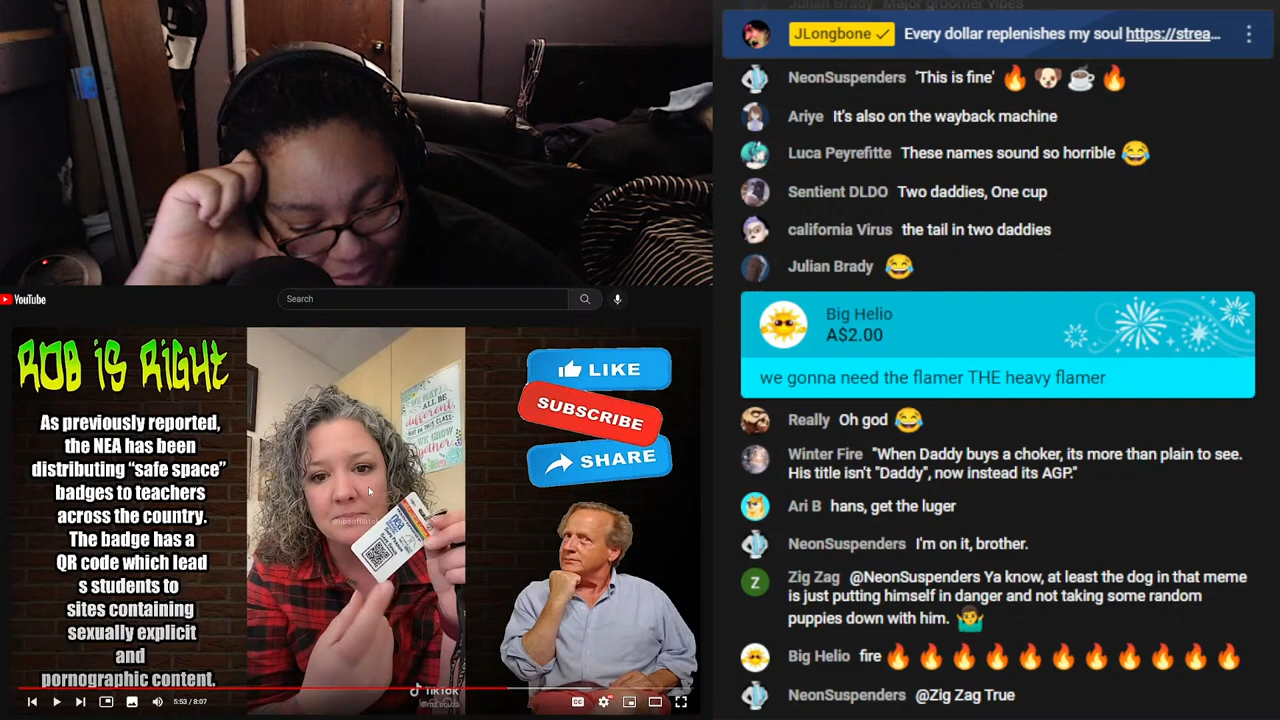 JLongbone
Every dollar replenishes my soul https://strea...
NeonSuspenders 'This is fine' 🔥 🐶 ☕ 🔥
Ariye It's also on the wayback machine
Luca Peyrefitte These names sound so horrible 😂
Sentient DLDO Two daddies, One cup
california Virus the tail in two daddies
Julian Brady 😂
Big Helio
A$2.00
we gonna need the flamer THE heavy flamer
Really Oh god 😂
Winter Fire "When Daddy buys a choker, its more than plain to see.
His title isn't "Daddy", now instead its AGP."
Ari B hans, get the luger
NeonSuspenders I'm on it, brother.
Z
Zig Zag @NeonSuspenders Ya know, at least the dog in that meme
is just putting himself in danger and not taking some random
puppies down with him. 🤷‍♂️
Big Helio fire 🔥🔥🔥🔥🔥🔥🔥🔥🔥🔥🔥
NeonSuspenders @Zig Zag True
YouTube
Search
ROB iS RiGHT
As previously reported,
the NEA has been
distributing “safe space”
badges to teachers
across the country.
The badge has a
QR code which lead
s students to
sites containing
sexually explicit
and
pornographic content.
different.
CLASS
together.
nea
TikTok
LIKE
SUBSCRIBE
SHARE
5:53 / 8:07
CC